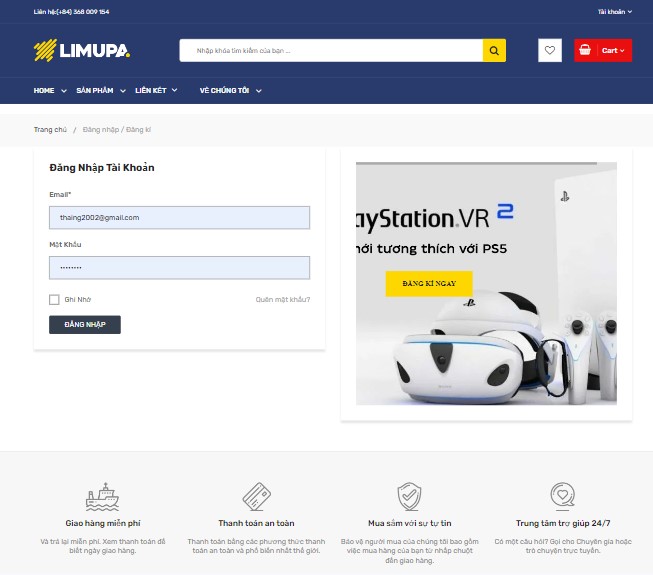 Liên hệ:(+84) 368 009 154
Tài khoản
LIMUPA.
Nhập khóa tìm kiếm của bạn ...
Cart
HOME SẢN PHẨM LIÊN KẾT VỀ CHÚNG TÔI
Trang chủ / Đăng nhập / Đăng kí
Đăng Nhập Tài Khoản
Email*
thaing2002@gmail.com
Mật Khẩu
••••••••
Ghi Nhớ
Quên mật khẩu?
ĐĂNG NHẬP
ayStation.VR 2
mới tương thích với PS5
ĐĂNG KÍ NGAY
Giao hàng miễn phí
Và trả lại miễn phí. Xem thanh toán để
biết ngày giao hàng.
Thanh toán an toàn
Thanh toán bằng các phương thức thanh
toán an toàn và phổ biến nhất thế giới.
Mua sắm với sự tự tin
Bảo vệ người mua của chúng tôi bao gồm
việc mua hàng của bạn từ nhấp chuột
đến giao hàng.
Trung tâm trợ giúp 24/7
Có một câu hỏi? Gọi cho Chuyên gia hoặc
trò chuyện trực tuyến.